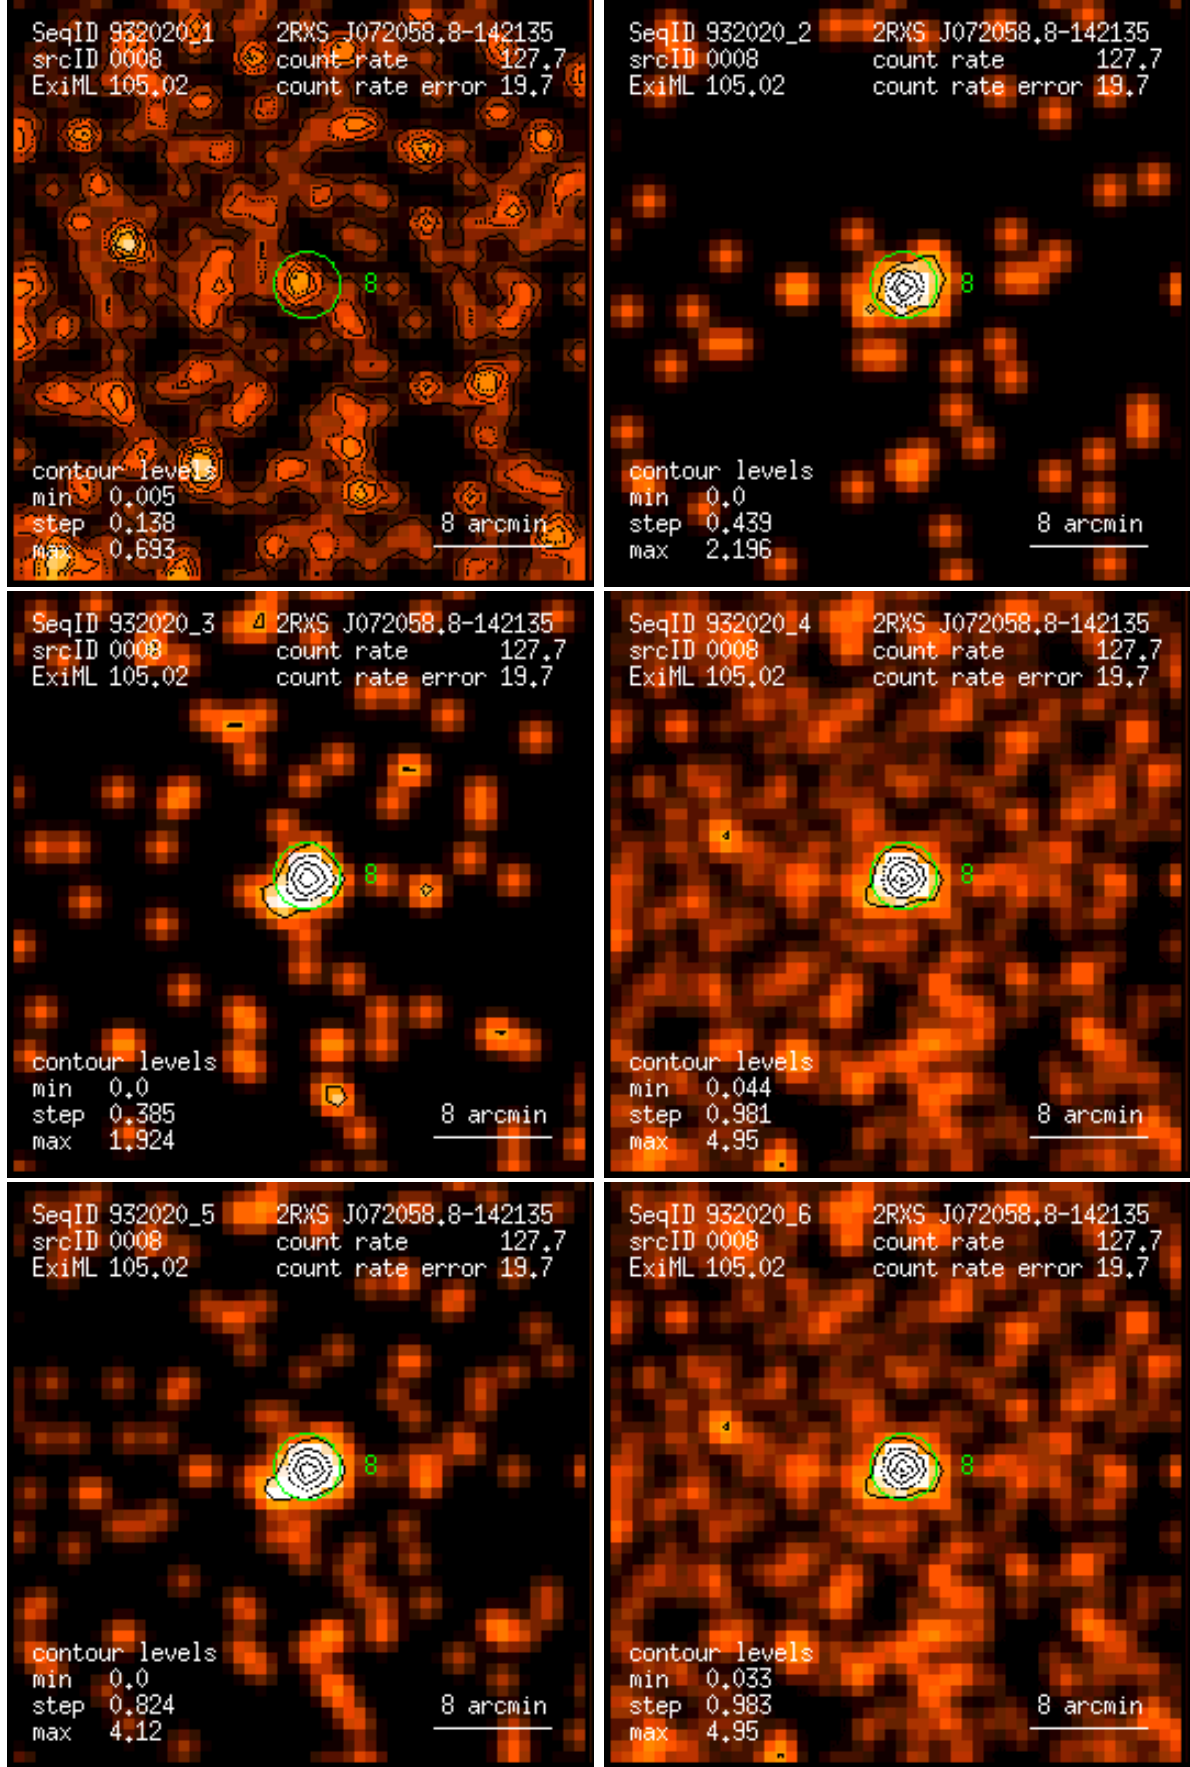 SeqID 932020_1 2RXS J072058.8-142135
srcID 0008 count rate 127.7
ExiML 105.02 count rate error 19.7
8
contour levels
min 0.005
step 0.138 8 arcmin
max 0.693
SeqID 932020_2 2RXS J072058.8-142135
srcID 0008 count rate 127.7
ExiML 105.02 count rate error 19.7
8
contour levels
min 0.0
step 0.439 8 arcmin
max 2.196
SeqID 932020_3 2RXS J072058.8-142135
srcID 0008 count rate 127.7
ExiML 105.02 count rate error 19.7
8
contour levels
min 0.0
step 0.385 8 arcmin
max 1.924
SeqID 932020_4 2RXS J072058.8-142135
srcID 0008 count rate 127.7
ExiML 105.02 count rate error 19.7
8
contour levels
min 0.044
step 0.981 8 arcmin
max 4.95
SeqID 932020_5 2RXS J072058.8-142135
srcID 0008 count rate 127.7
ExiML 105.02 count rate error 19.7
8
contour levels
min 0.0
step 0.824 8 arcmin
max 4.12
SeqID 932020_6 2RXS J072058.8-142135
srcID 0008 count rate 127.7
ExiML 105.02 count rate error 19.7
8
contour levels
min 0.033
step 0.983 8 arcmin
max 4.95